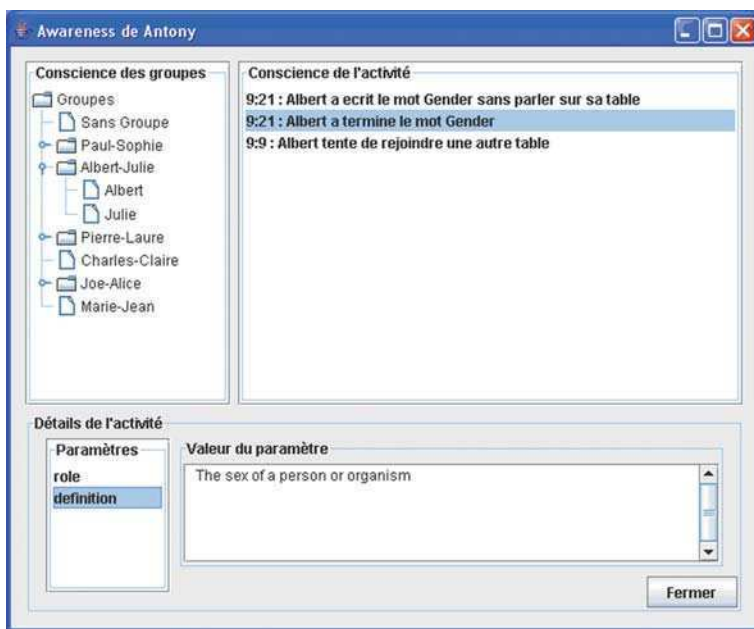 Awareness de Antony
Conscience des groupes
Groupes
Sans Groupe
Paul-Sophie
Albert-Julie
Albert
Julie
Pierre-Laure
Charles-Claire
Joe-Alice
Marie-Jean
Conscience de l'activité
9:21 : Albert a ecrit le mot Gender sans parler sur sa table
9:21 : Albert a termine le mot Gender
9:9 : Albert tente de rejoindre une autre table
Détails de l'activité
Paramètres
role
definition
Valeur du paramètre
The sex of a person or organism
Fermer